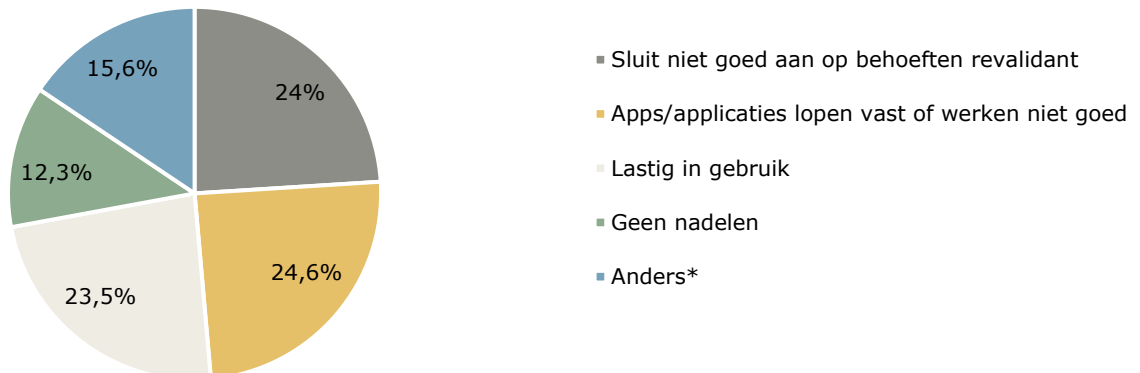 15,6%
24%
12,3%
24,6%
23,5%
Sluit niet goed aan op behoeften revalidant
Apps/applicaties lopen vast of werken niet goed
Lastig in gebruik
Geen nadelen
Anders*